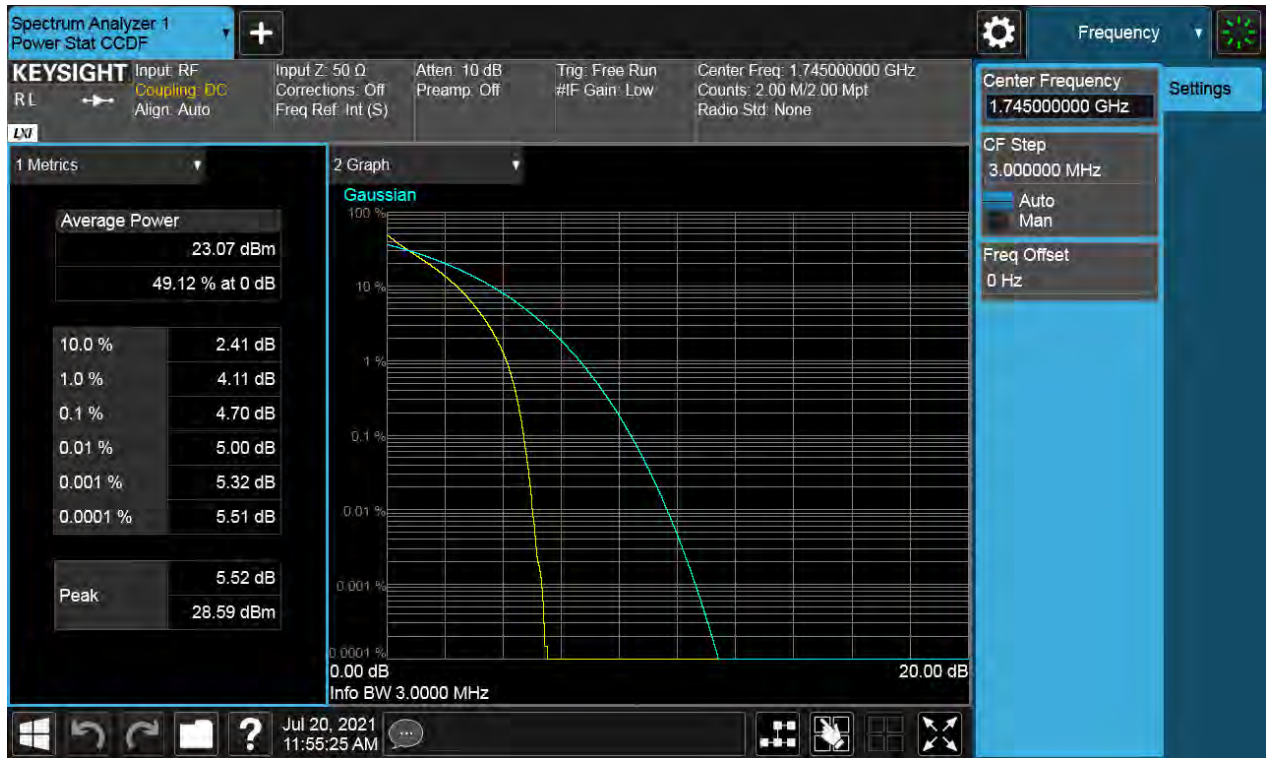 Spectrum Analyzer 1
Power Stat CCDF
+
Frequency
KEYSIGHT
RL
LXI
Input: RF
Coupling: DC
Align: Auto
Input Z: 50 Ω
Corrections: Off
Freq Ref: Int (S)
Atten: 10 dB
Preamp: Off
Trig: Free Run
#IF Gain: Low
Center Freq: 1.745000000 GHz
Counts: 2.00 M/2.00 Mpt
Radio Std: None
Center Frequency
1.745000000 GHz
Settings
CF Step
3.000000 MHz
Auto
Man
Freq Offset
0 Hz
1 Metrics
Average Power
23.07 dBm
49.12 % at 0 dB
10.0 % 2.41 dB
1.0 % 4.11 dB
0.1 % 4.70 dB
0.01 % 5.00 dB
0.001 % 5.32 dB
0.0001 % 5.51 dB
Peak
5.52 dB
28.59 dBm
2 Graph
Gaussian
100 %
10 %
1 %
0.1 %
0.01 %
0.001 %
0.0001 %
0.00 dB 20.00 dB
Info BW 3.0000 MHz
?
Jul 20, 2021
11:55:25 AM